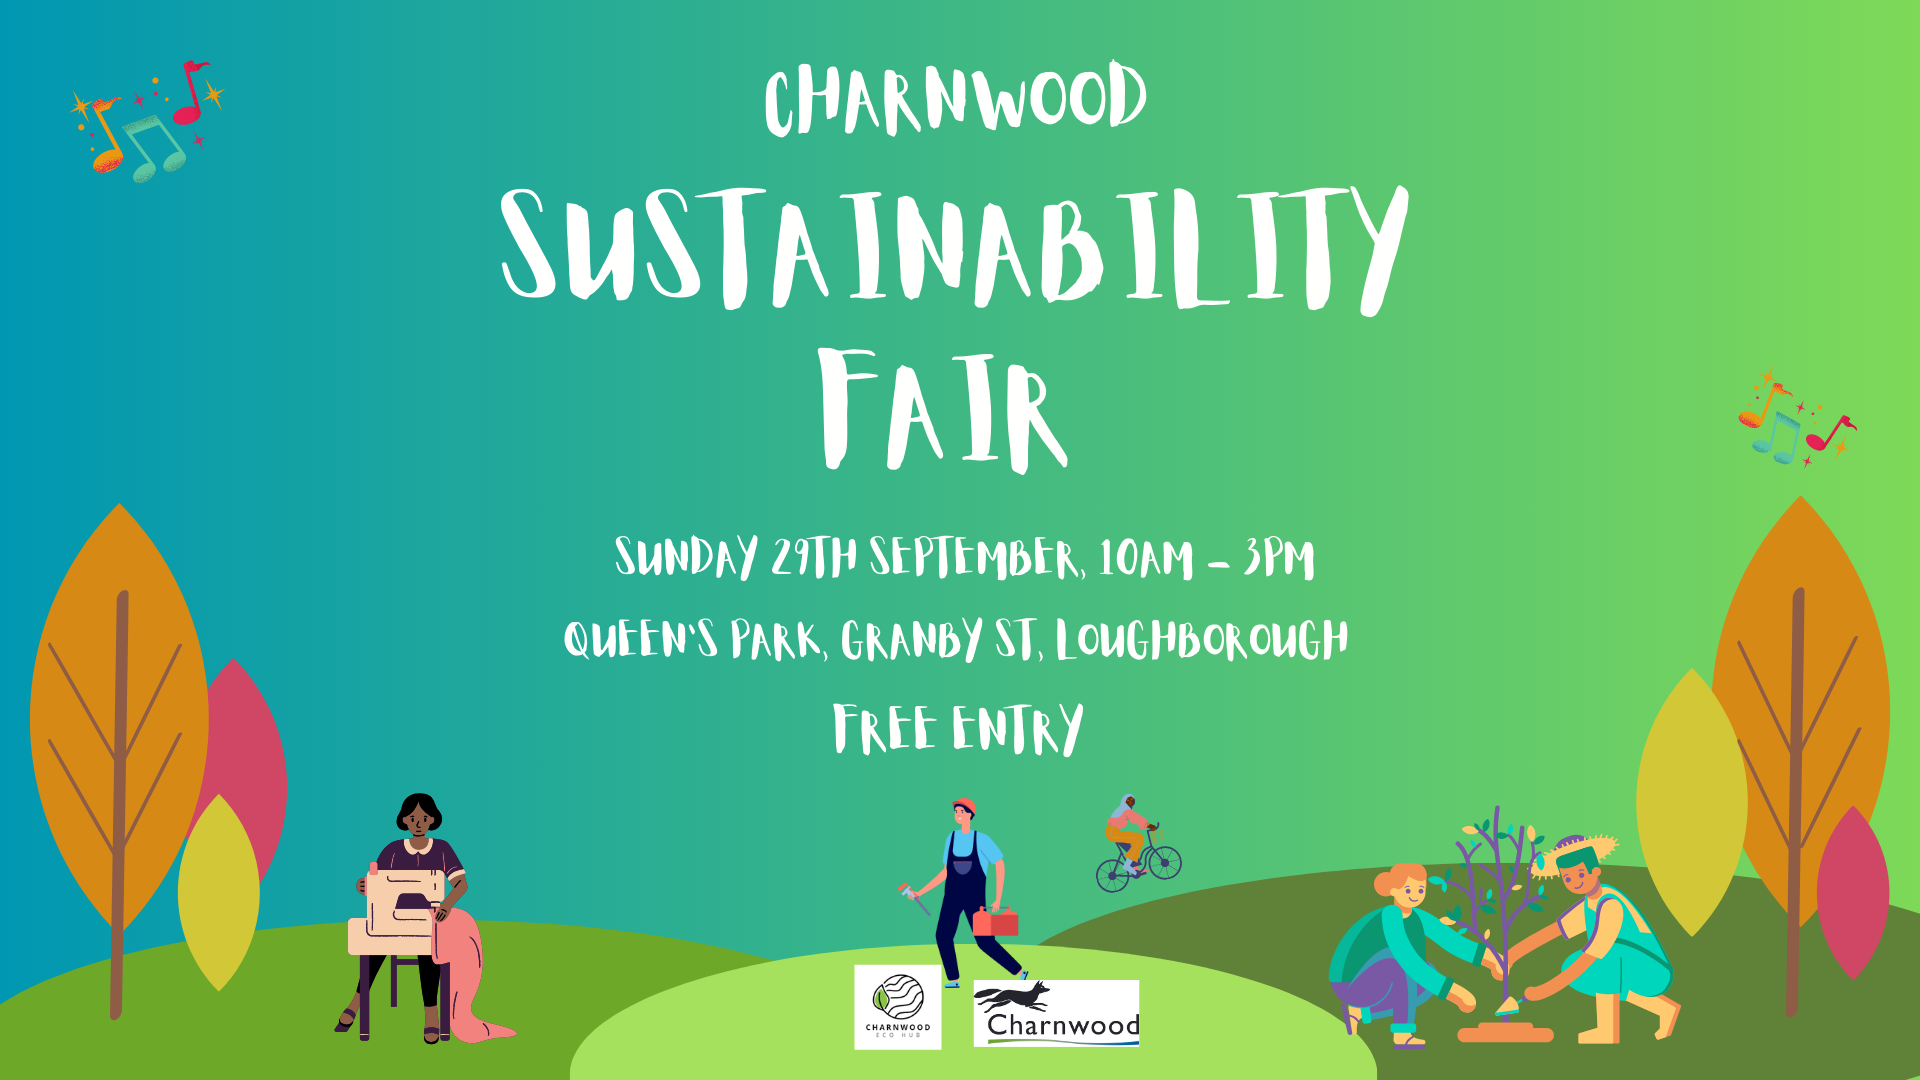 CHARNWOOD
SUSTAINABILITY
FAIR
SUNDAY 29TH SEPTEMBER, 10AM - 3PM
QUEEN'S PARK, GRANBY ST, LOUGHBOROUGH
FREE ENTRY
CHARNWOOD
ECO HUB
Charnwood